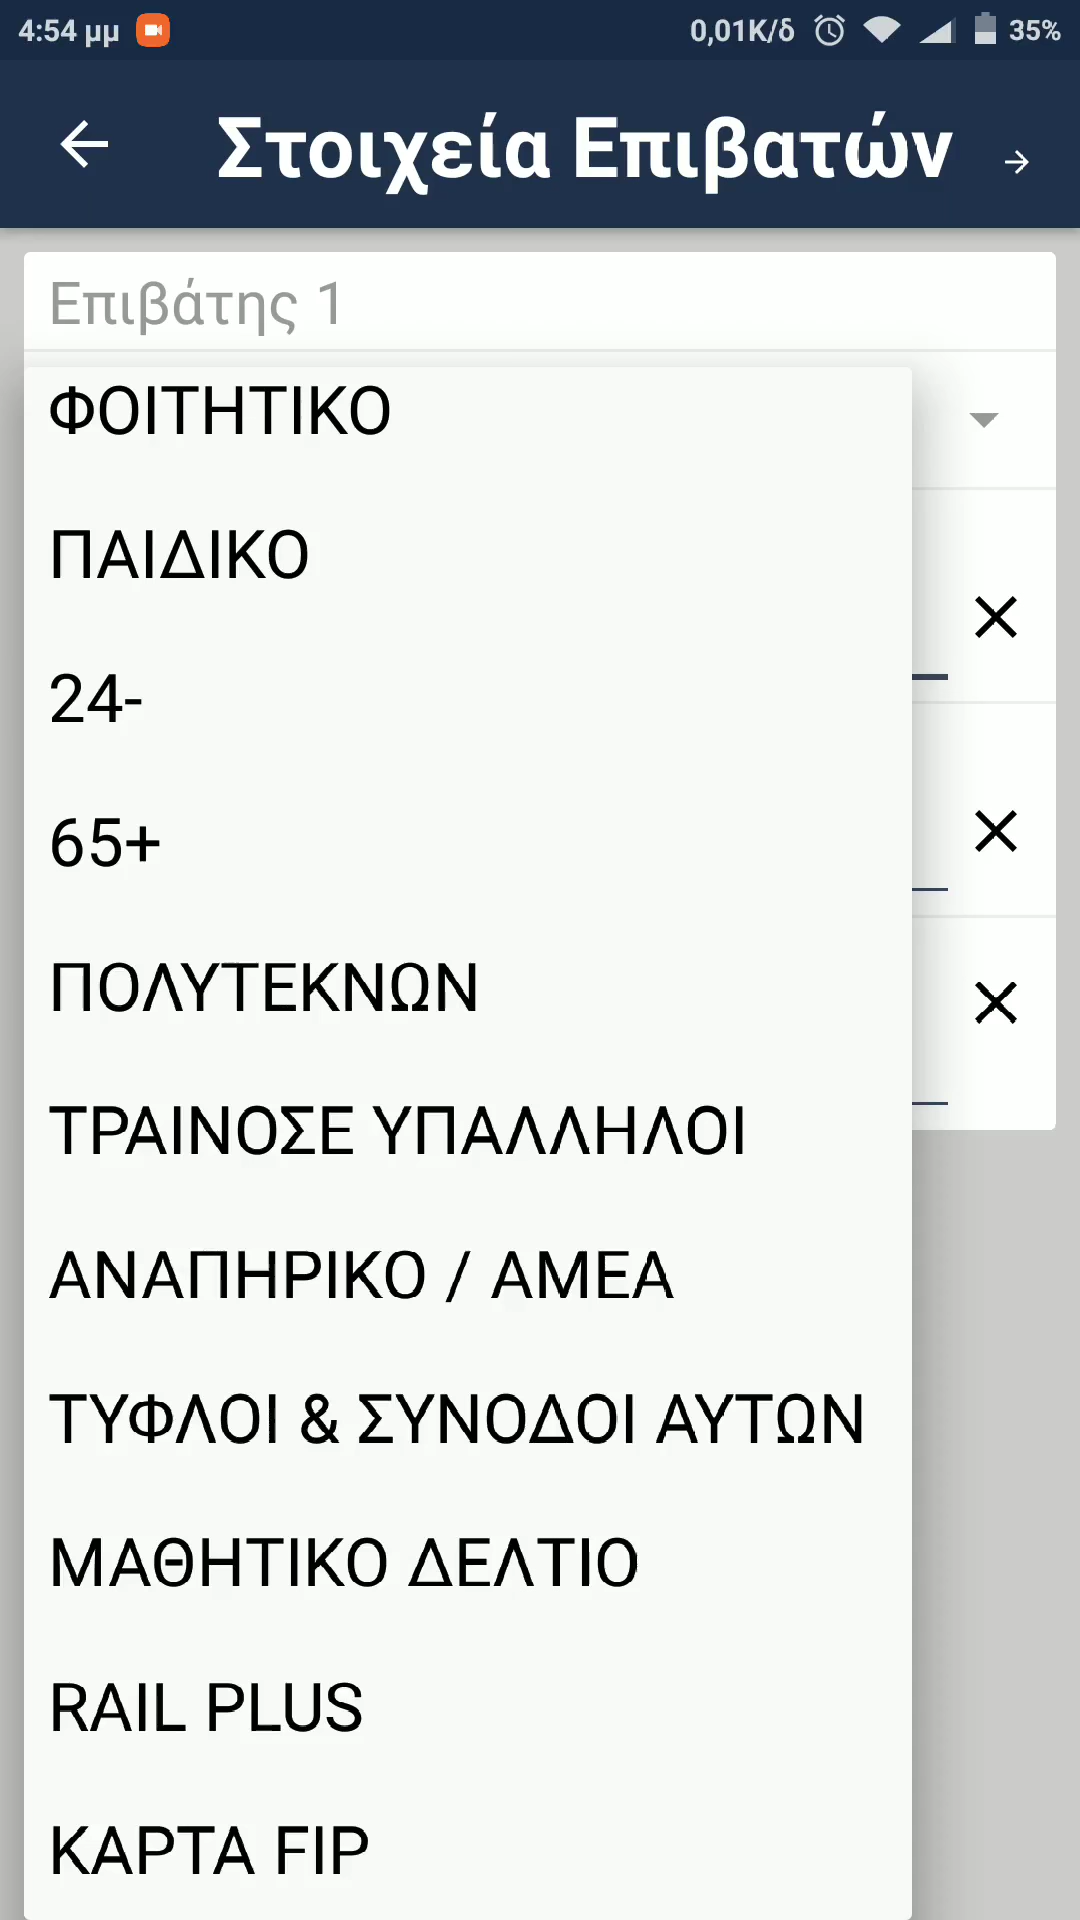 4:54 μμ
0,01K/δ
35%
Στοιχεία Επιβατών
Επιβάτης 1
ΦΟΙΤΗΤΙΚΟ
ΠΑΙΔΙΚΟ
24-
65+
ΠΟΛΥΤΕΚΝΩΝ
ΤΡΑΙΝΟΣΕ ΥΠΑΛΛΗΛΟΙ
ΑΝΑΠΗΡΙΚΟ / ΑΜΕΑ
ΤΥΦΛΟΙ & ΣΥΝΟΔΟΙ ΑΥΤΩΝ
ΜΑΘΗΤΙΚΟ ΔΕΛΤΙΟ
RAIL PLUS
ΚΑΡΤΑ FIP